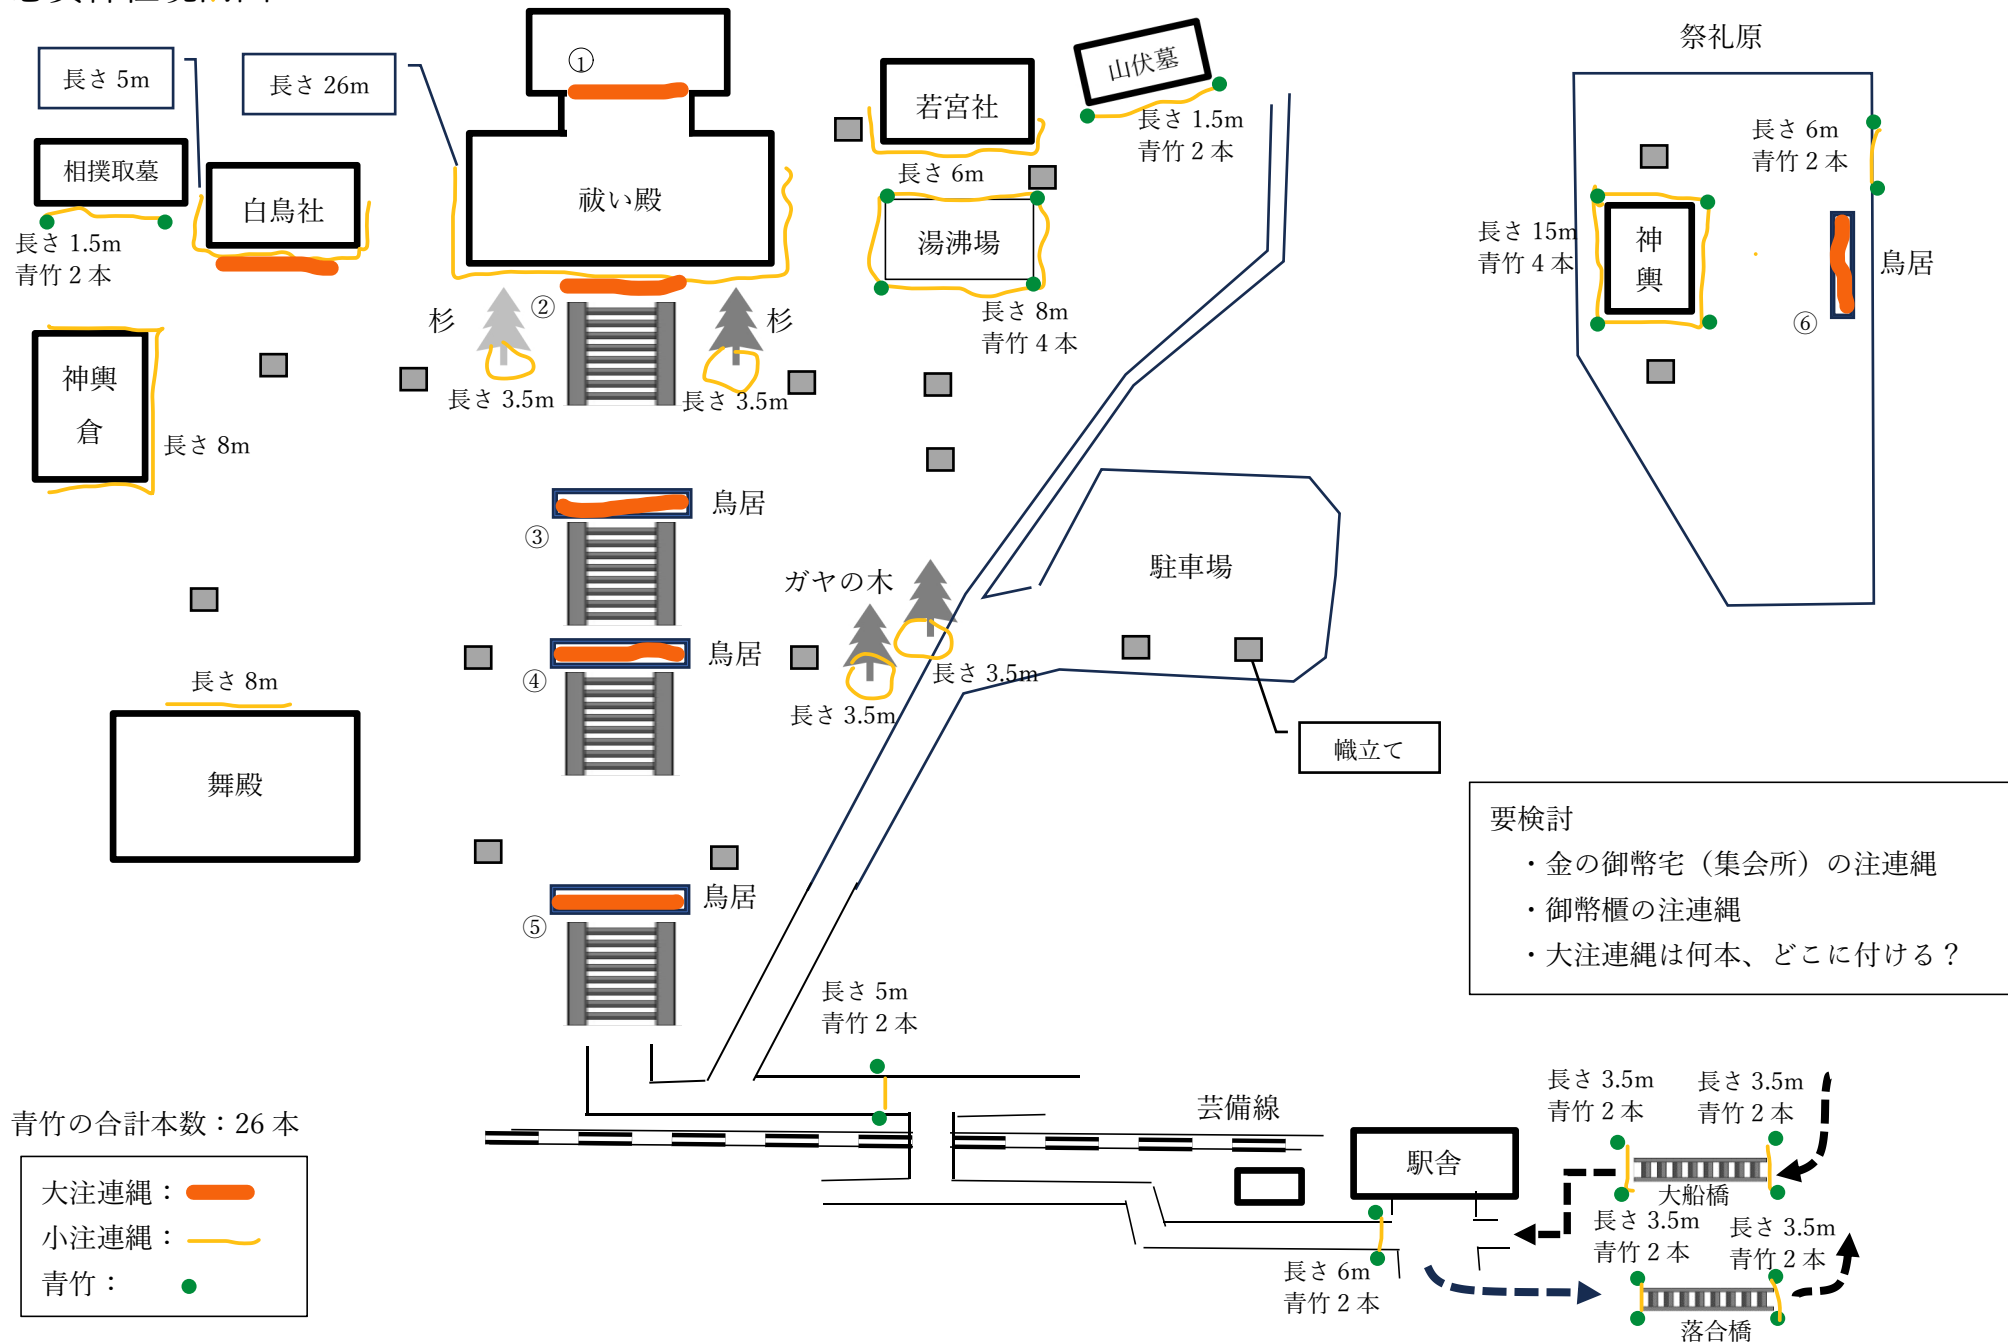 長さ 5m
長さ 26m
①
若宮社
山伏墓
祭礼原
相撲取墓
白鳥社
祓い殿
長さ 6m
長さ 1.5m
青竹 2 本
長さ 6m
青竹 2 本
長さ 1.5m
青竹 2 本
湯沸場
長さ 15m
青竹 4 本
神
輿
鳥居
⑥
杉
②
杉
長さ 8m
青竹 4 本
神輿
倉
長さ 3.5m
長さ 3.5m
長さ 8m
鳥居
③
ガヤの木
駐車場
鳥居
④
長さ 3.5m
長さ 3.5m
長さ 8m
舞殿
幟立て
要検討
・金の御幣宅（集会所）の注連縄
・御幣櫃の注連縄
・大注連縄は何本、どこに付ける？
鳥居
⑤
長さ 5m
青竹 2 本
芸備線
駅舎
長さ 3.5m
青竹 2 本
長さ 3.5m
青竹 2 本
大船橋
長さ 3.5m
青竹 2 本
長さ 3.5m
青竹 2 本
落合橋
長さ 6m
青竹 2 本
青竹の合計本数：26 本
大注連縄：
小注連縄：
青竹：